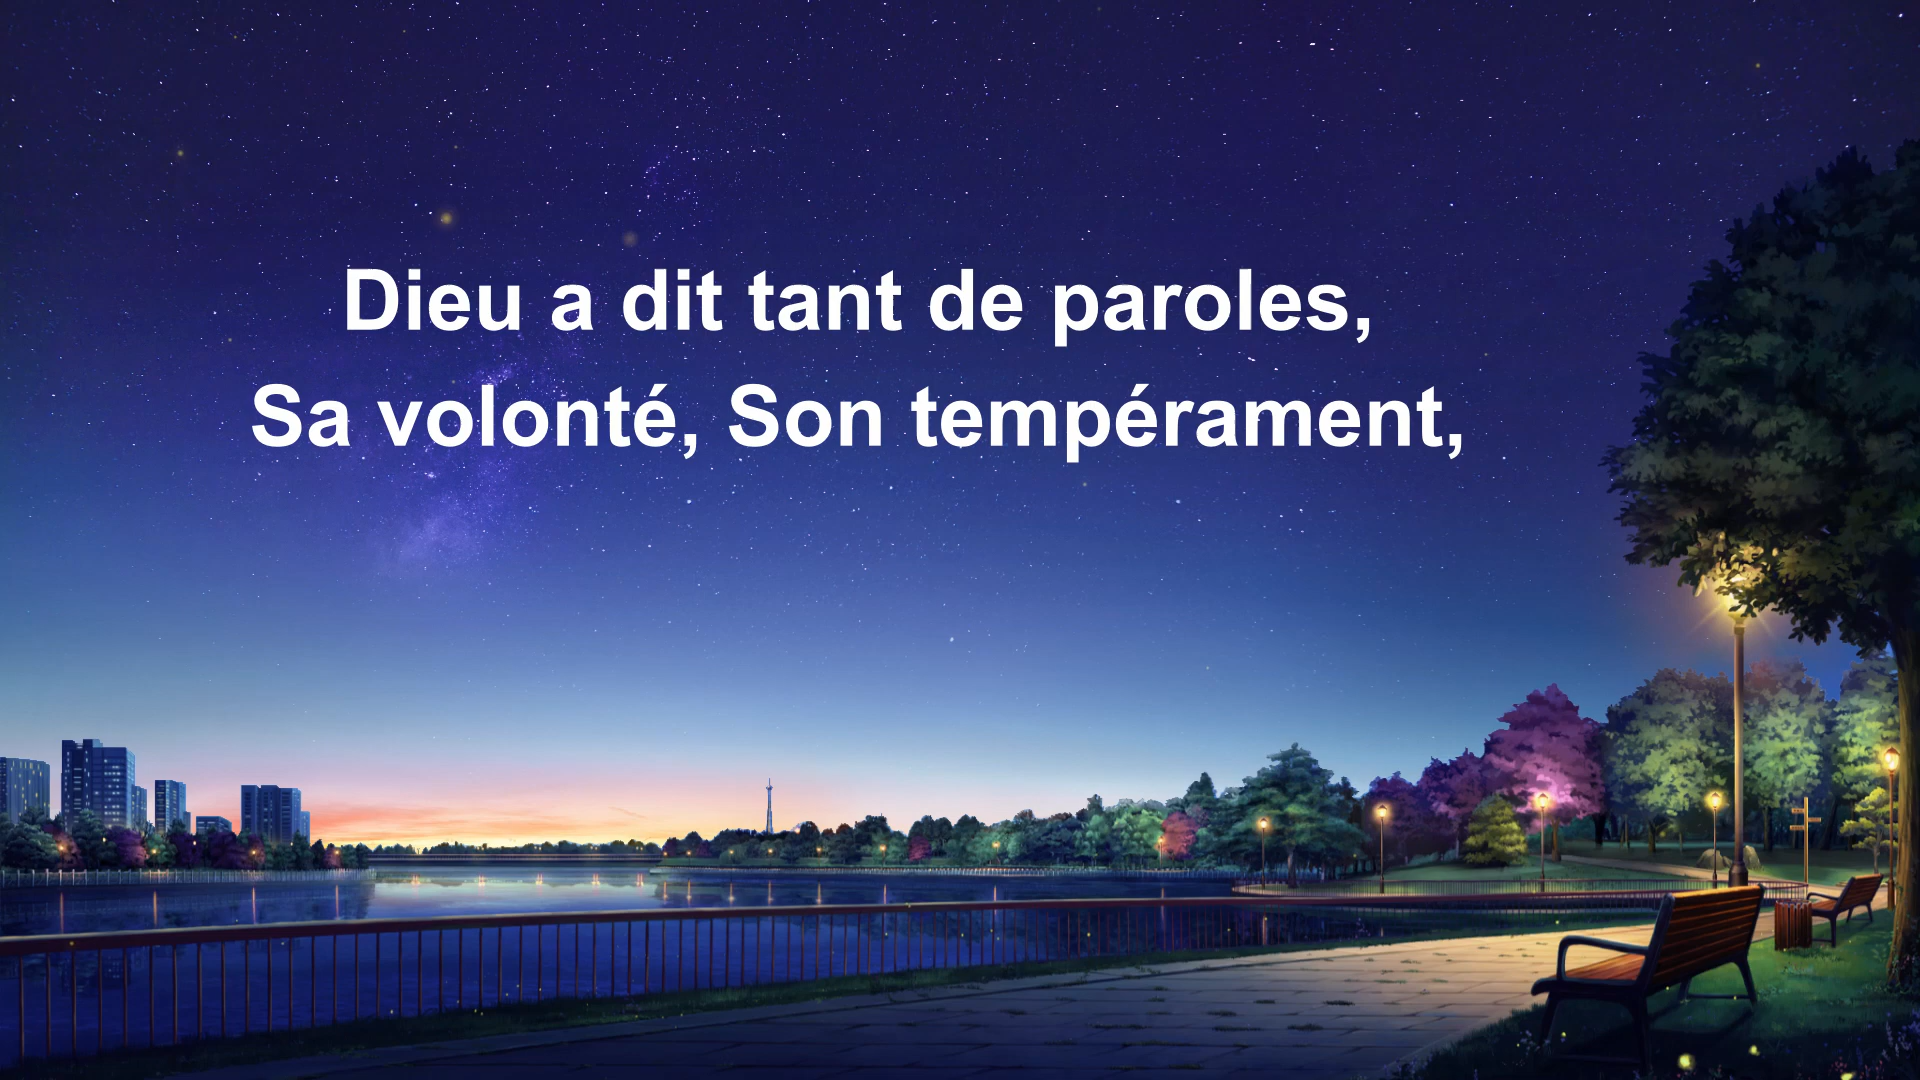 Dieu a dit tant de paroles,
Sa volonté, Son tempérament,